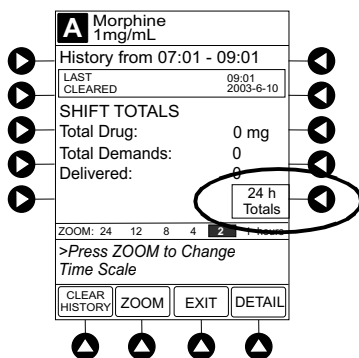 A Morphine
1mg/mL
History from 07:01 - 09:01
LAST 09:01
CLEARED 2003-6-10
SHIFT TOTALS
Total Drug: 0 mg
Total Demands: 0
Delivered: 0
24 h
Totals
ZOOM: 24 12 8 4 2 1 hours
>Press ZOOM to Change
Time Scale
CLEAR
HISTORY ZOOM EXIT DETAIL